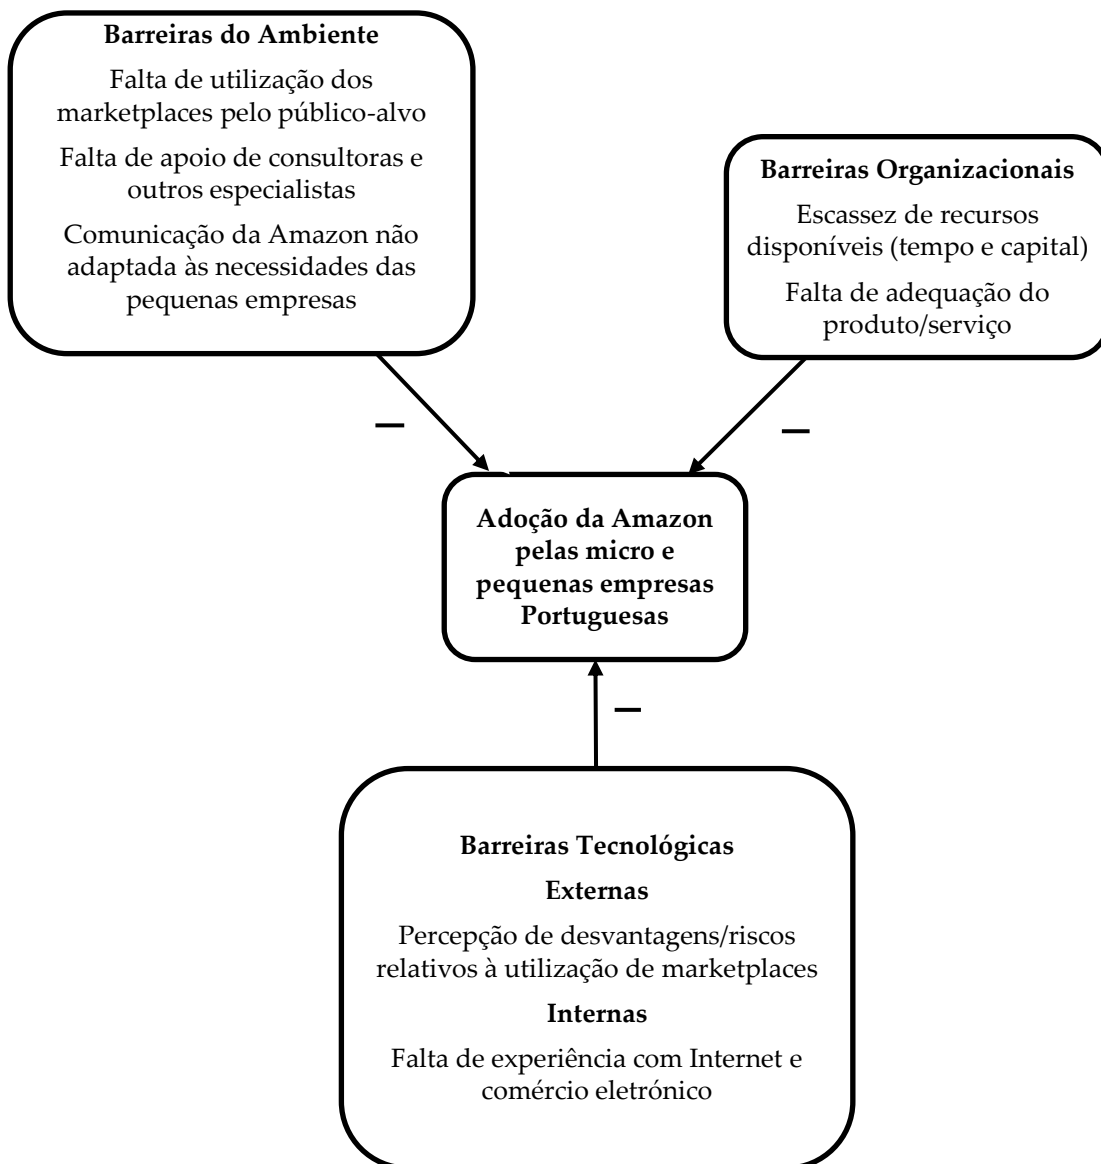 Barreiras do Ambiente
Falta de utilização dos
marketplaces pelo público-alvo
Falta de apoio de consultoras e
outros especialistas
Comunicação da Amazon não
adaptada às necessidades das
pequenas empresas
Barreiras Organizacionais
Escassez de recursos
disponíveis (tempo e capital)
Falta de adequação do
produto/serviço
–
–
Adoção da Amazon
pelas micro e
pequenas empresas
Portuguesas
–
Barreiras Tecnológicas
Externas
Percepção de desvantagens/riscos
relativos à utilização de marketplaces
Internas
Falta de experiência com Internet e
comércio eletrónico